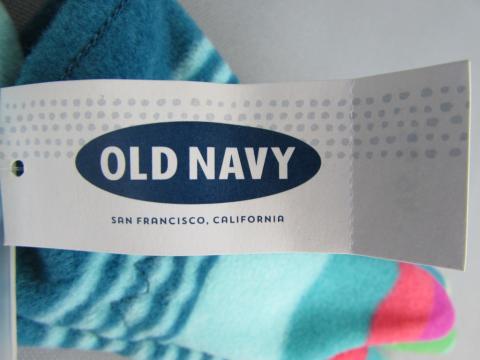 OLD NAVY
SAN FRANCISCO, CALIFORNIA